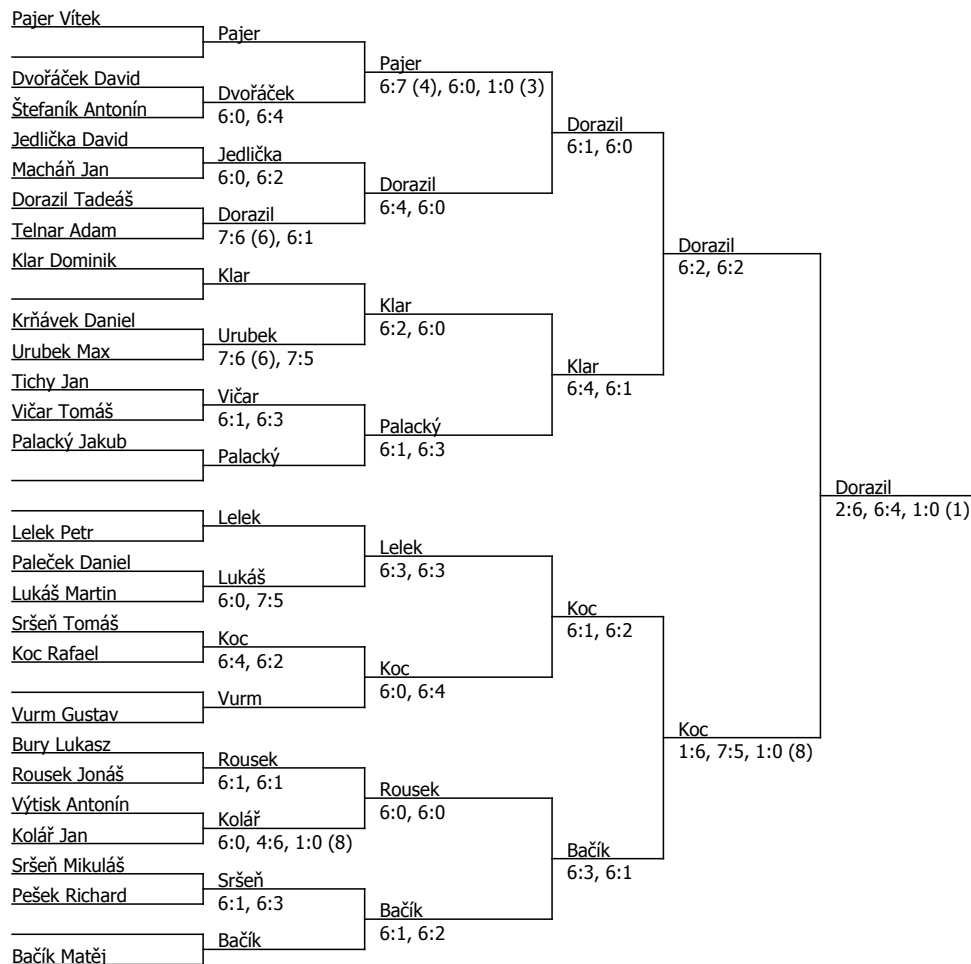 Pajer Vítek
Pajer
Pajer
6:7 (4), 6:0, 1:0 (3)
Dvořáček David
Dvořáček
6:0, 6:4
Štefaník Antonín
Dorazil
6:1, 6:0
Jedlička David
Jedlička
6:0, 6:2
Macháň Jan
Dorazil
6:4, 6:0
Dorazil Tadeáš
Dorazil
7:6 (6), 6:1
Telnar Adam
Dorazil
6:2, 6:2
Klar Dominik
Klar
Klar
6:2, 6:0
Krňávek Daniel
Urubek
7:6 (6), 7:5
Urubek Max
Klar
6:4, 6:1
Tichy Jan
Vičar
6:1, 6:3
Vičar Tomáš
Palacký
6:1, 6:3
Palacký Jakub
Palacký
Dorazil
2:6, 6:4, 1:0 (1)
Lelek
Lelek Petr
Lelek
6:3, 6:3
Paleček Daniel
Lukáš
6:0, 7:5
Lukáš Martin
Koc
6:1, 6:2
Sršeň Tomáš
Koc
6:4, 6:2
Koc Rafael
Koc
6:0, 6:4
Vurm
Vurm Gustav
Koc
1:6, 7:5, 1:0 (8)
Bury Lukasz
Rousek
6:1, 6:1
Rousek Jonáš
Rousek
6:0, 6:0
Výtisk Antonín
Kolář
6:0, 4:6, 1:0 (8)
Kolář Jan
Bačík
6:3, 6:1
Sršeň Mikuláš
Sršeň
6:1, 6:3
Pešek Richard
Bačík
6:1, 6:2
Bačík
Bačík Matěj